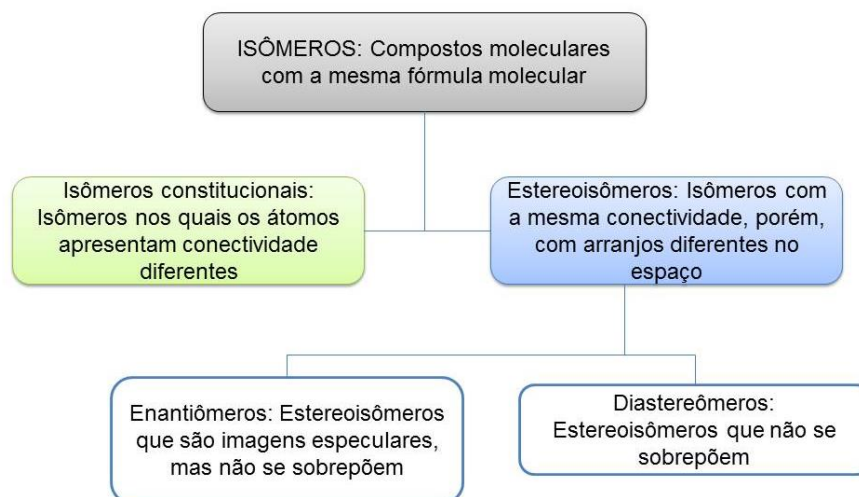 ISÔMEROS: Compostos moleculares
com a mesma fórmula molecular
Isômeros constitucionais:
Isômeros nos quais os átomos
apresentam conectividade
diferentes
Estereoisômeros: Isômeros com
a mesma conectividade, porém,
com arranjos diferentes no
espaço
Enantiômeros: Estereoisômeros
que são imagens especulares,
mas não se sobrepõem
Diastereômeros:
Estereoisômeros que não se
sobrepõem